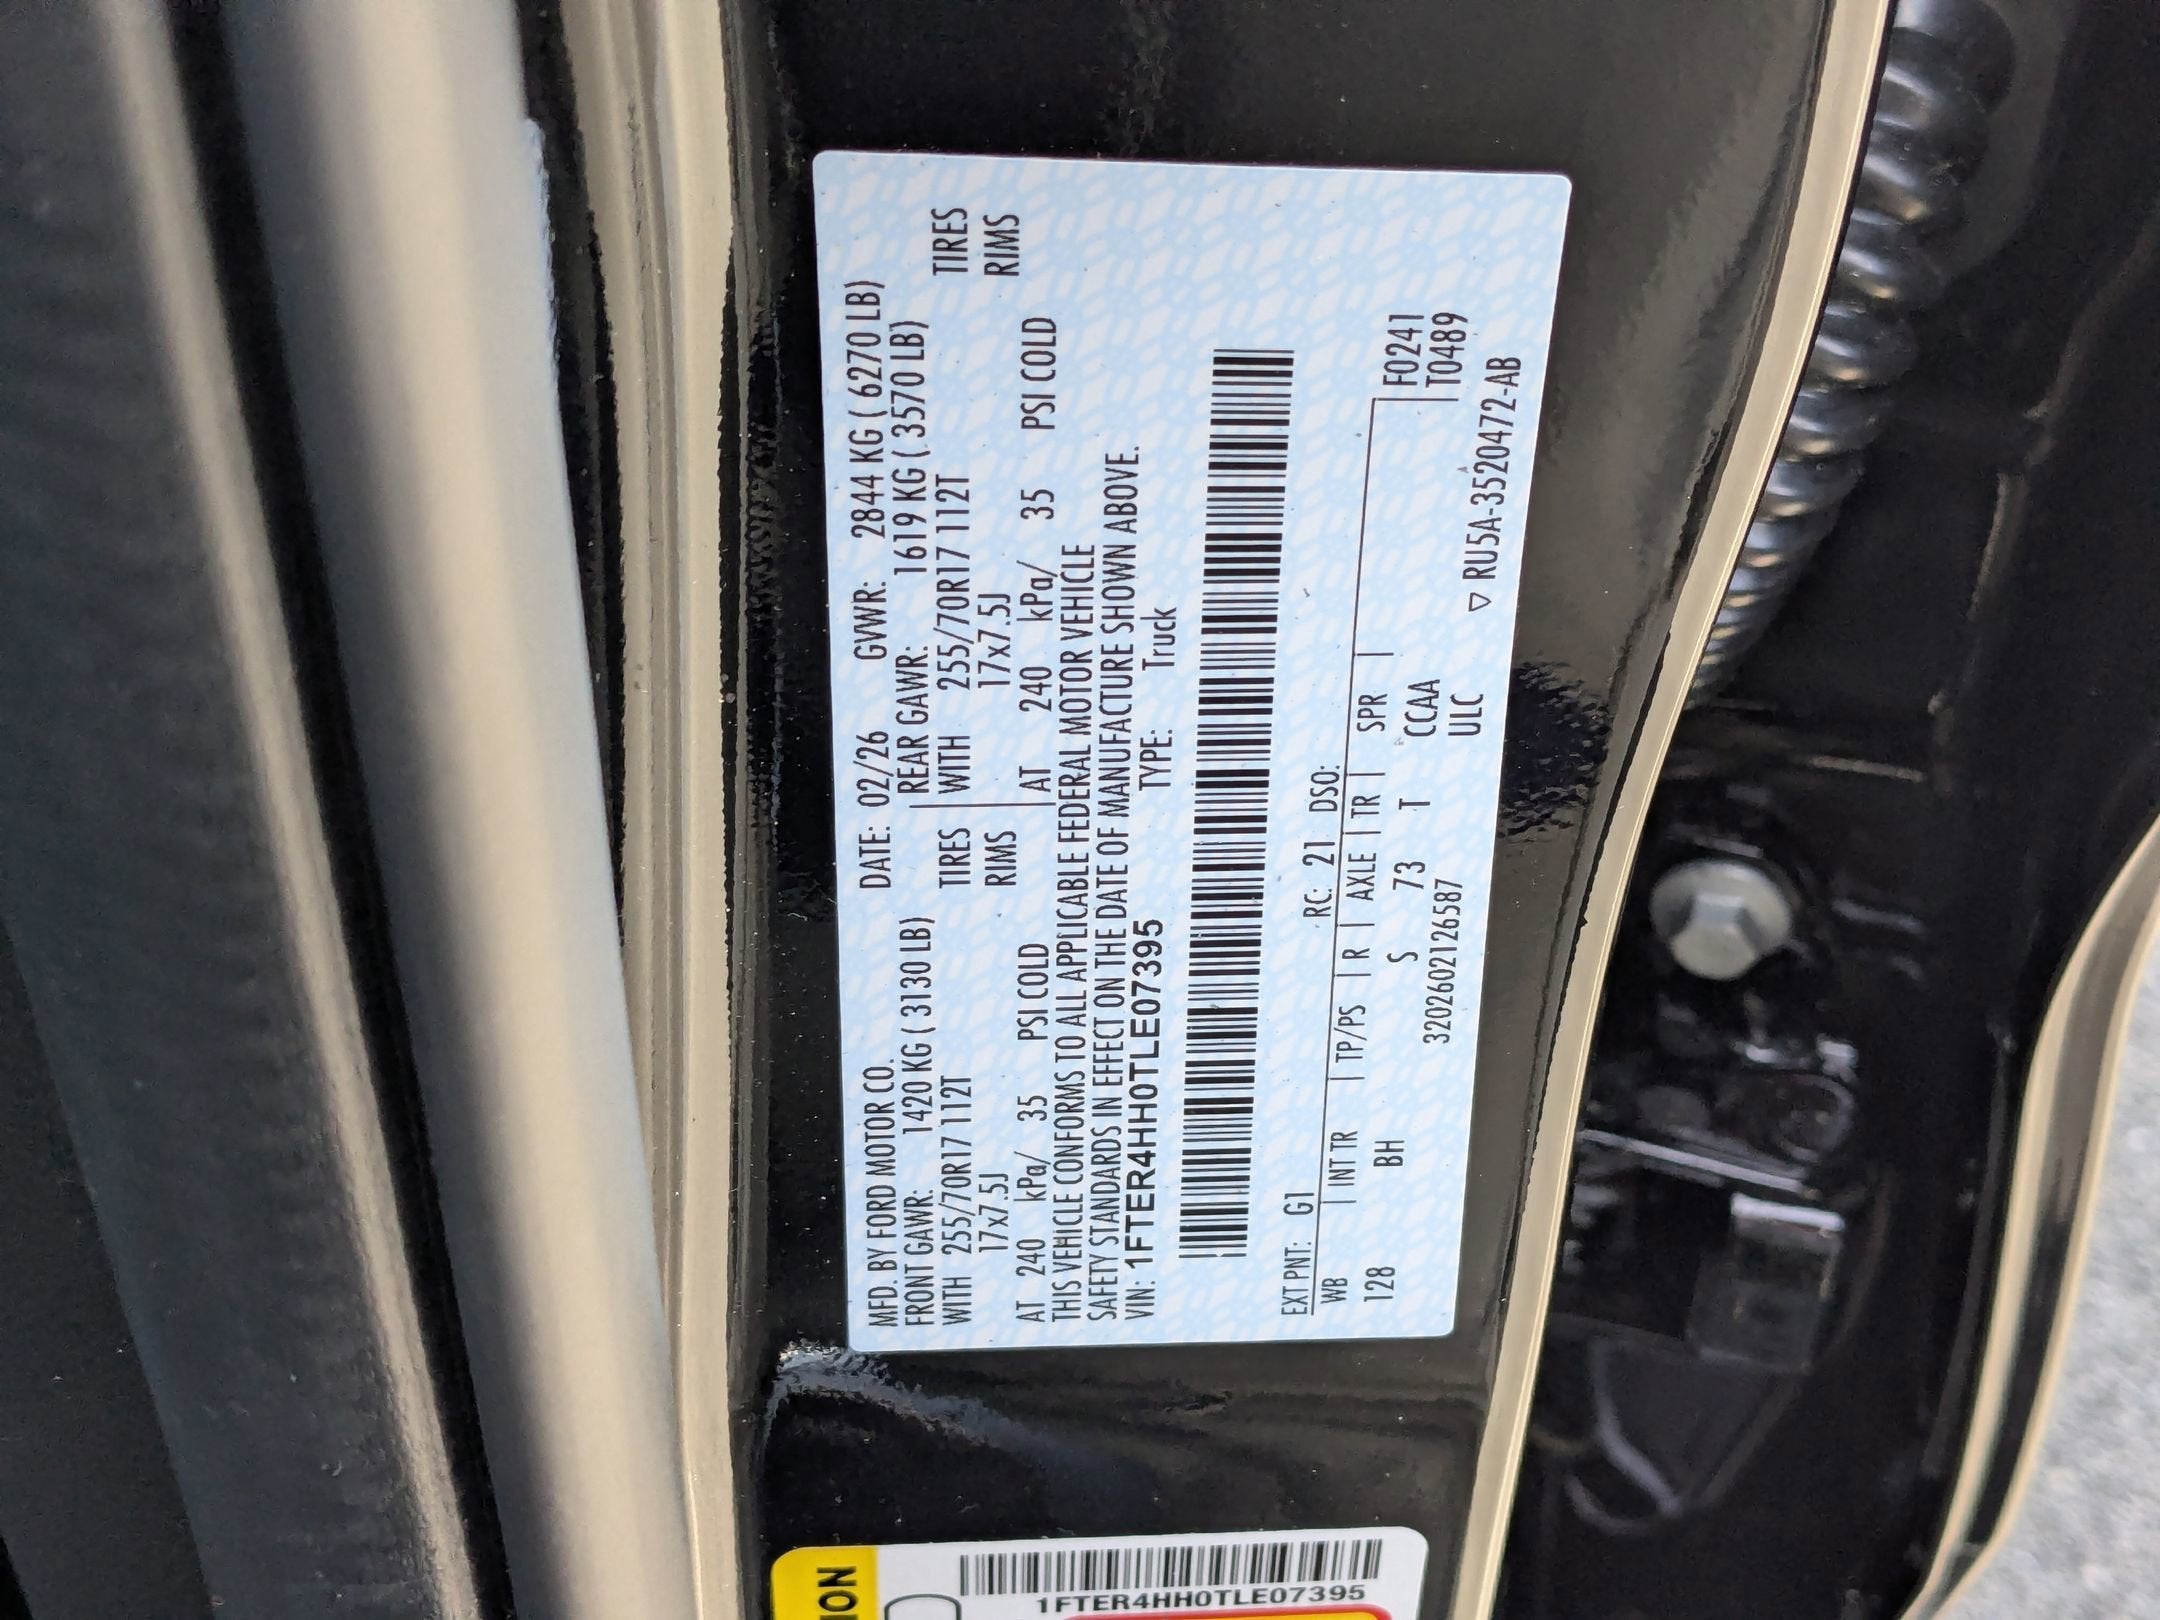 MFD. BY FORD MOTOR CO. DATE: 02/26 GVWR: 2844 KG ( 6270 LB)
FRONT GAWR: 1420 KG ( 3130 LB) REAR GAWR: 1619 KG ( 3570 LB)
WITH 255/70R17 112T TIRES WITH 255/70R17 112T TIRES
17x7.5J RIMS 17x7.5J RIMS
AT 240 kPa/ 35 PSI COLD AT 240 kPa/ 35 PSI COLD
THIS VEHICLE CONFORMS TO ALL APPLICABLE FEDERAL MOTOR VEHICLE
SAFETY STANDARDS IN EFFECT ON THE DATE OF MANUFACTURE SHOWN ABOVE.
VIN: 1FTER4HH0TLE07395 TYPE: Truck
EXT PNT: G1 RC: 21 DSO:
WB INT TR TP/PS R AXLE TR SPR F0241
128 BH S 73 T CCAA T0489
3202602126587 ULC
▽ RU5A-3520472-AB
ION
1FTER4HH0TLE07395